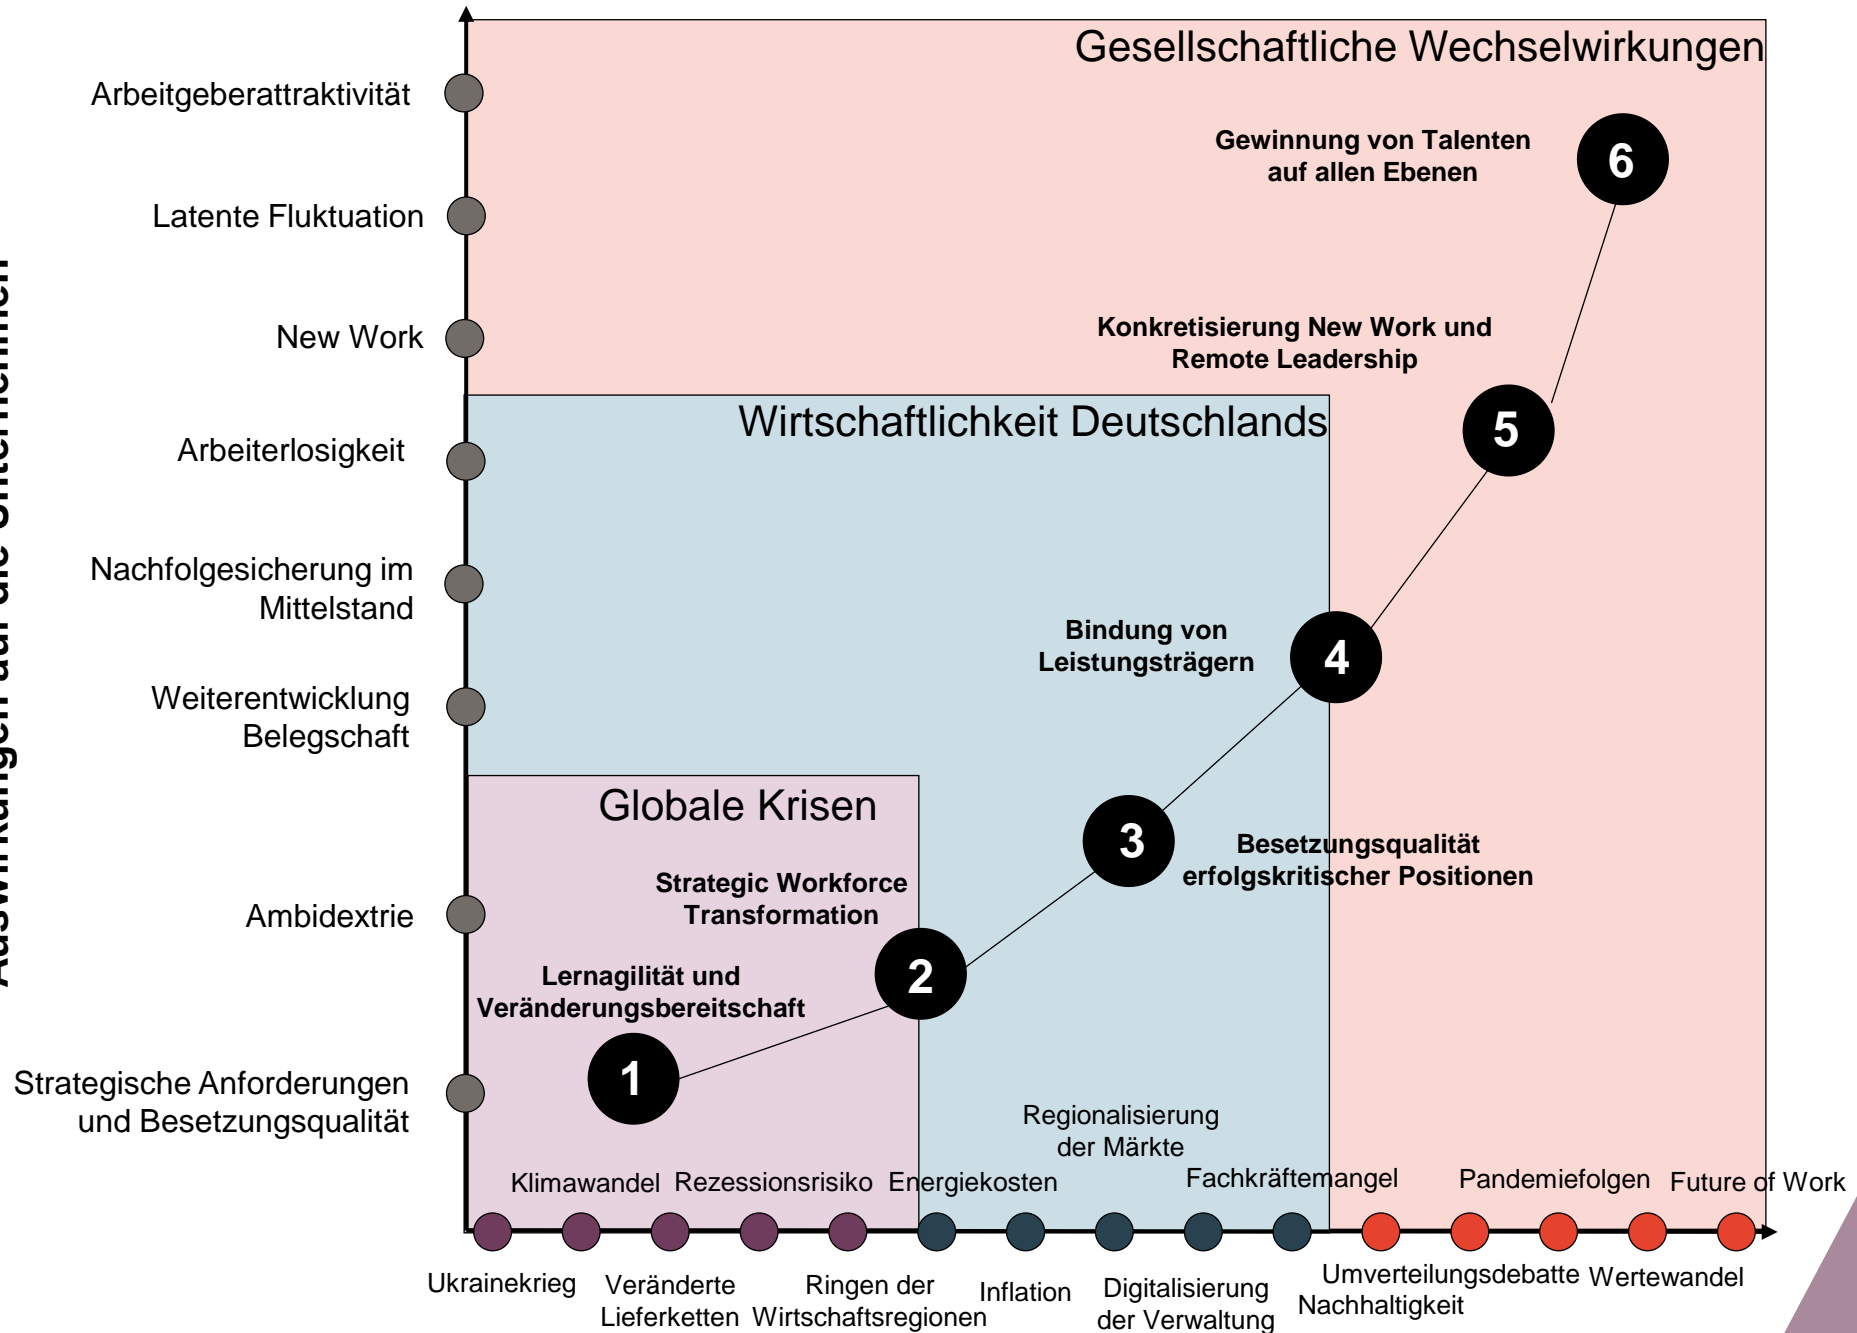 Auswirkungen auf die Unternehmen
Gesellschaftliche Wechselwirkungen
Arbeitgeberattraktivität
Gewinnung von Talenten
auf allen Ebenen
6
Latente Fluktuation
New Work
Konkretisierung New Work und
Remote Leadership
5
Wirtschaftlichkeit Deutschlands
Arbeiterlosigkeit
Nachfolgesicherung im
Mittelstand
Bindung von
Leistungsträgern
4
Weiterentwicklung
Belegschaft
Globale Krisen
3
Besetzungsqualität
erfolgskritischer Positionen
Strategic Workforce
Transformation
Ambidextrie
2
Lernagilität und
Veränderungsbereitschaft
1
Strategische Anforderungen
und Besetzungsqualität
Regionalisierung
der Märkte
Klimawandel
Rezessionsrisiko
Energiekosten
Fachkräftemangel
Pandemiefolgen
Future of Work
Ukrainekrieg
Veränderte
Lieferketten
Ringen der
Wirtschaftsregionen
Inflation
Digitalisierung
der Verwaltung
Umverteilungsdebatte
Nachhaltigkeit
Wertewandel